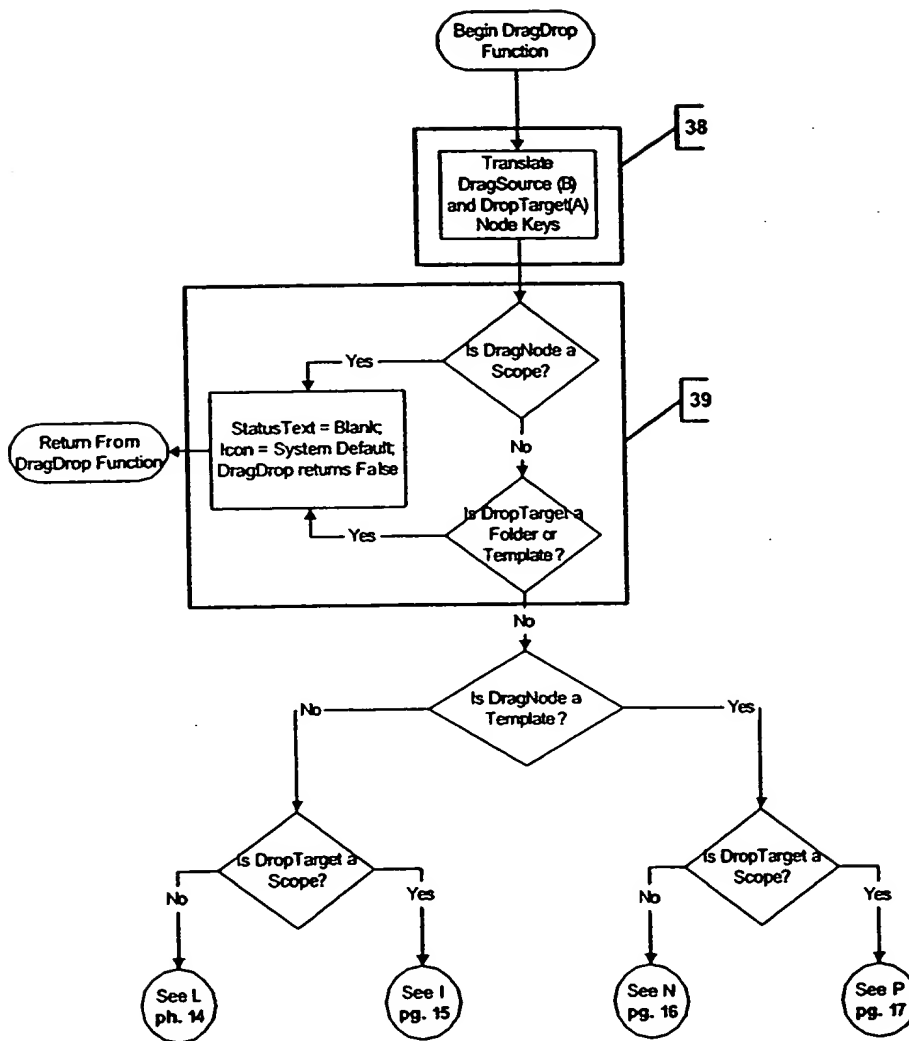 Begin DragDrop
Function
38
Translate
DragSource (B)
and DropTarget(A)
Node Keys
Is DragNode a
Scope?
Yes
39
StatusText = Blank;
Icon = System Default;
DragDrop returns False
Return From
DragDrop Function
No
Is DropTarget a
Folder or
Template?
Yes
No
Is DragNode a
Template?
No
Yes
Is DropTarget a
Scope?
Is DropTarget a
Scope?
No
Yes
No
Yes
See L
ph. 14
See I
pg. 15
See N
pg. 16
See P
pg. 17